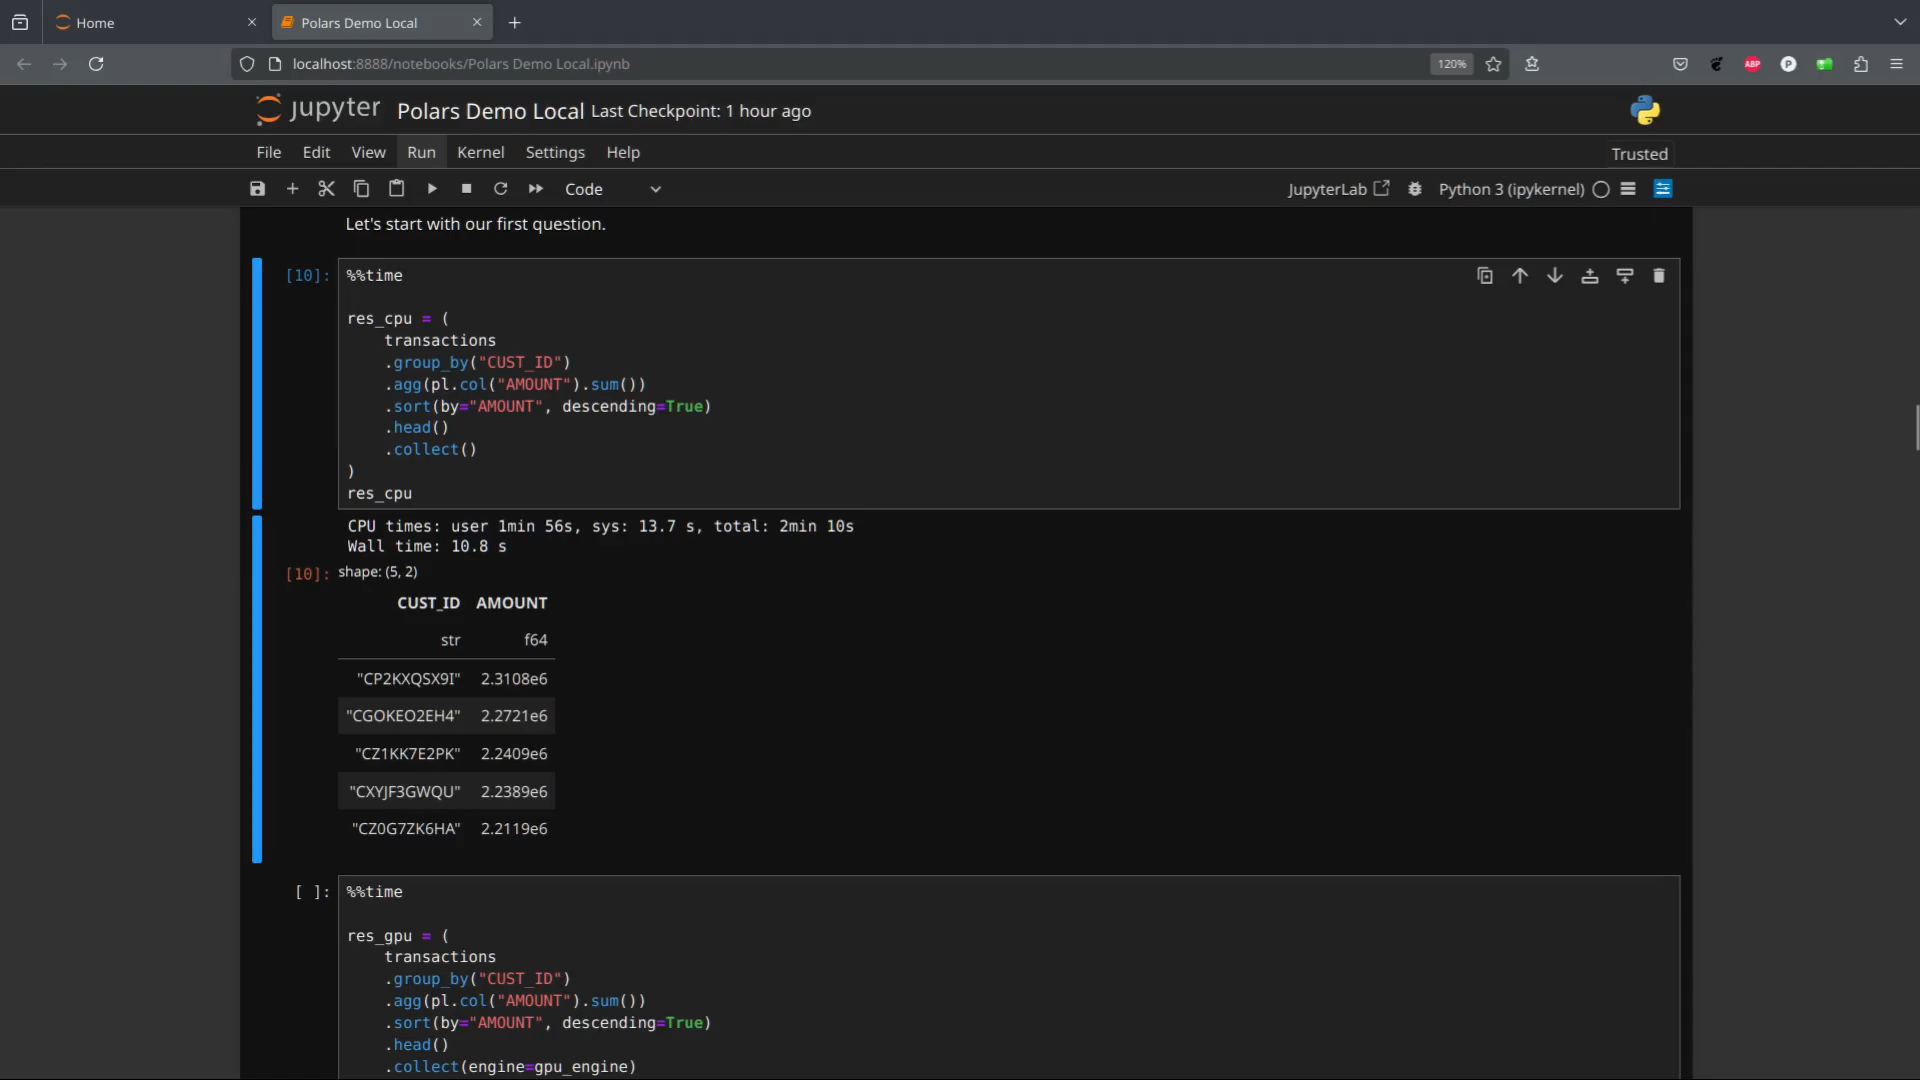 Home
Polars Demo Local
localhost:8888/notebooks/Polars Demo Local.ipynb
120%
ABP
P
jupyter Polars Demo Local Last Checkpoint: 1 hour ago
File Edit View Run Kernel Settings Help
Trusted
Code
JupyterLab
Python 3 (ipykernel)
Let's start with our first question.
[10]: %%time
res_cpu = (
transactions
.group_by("CUST_ID")
.agg(pl.col("AMOUNT").sum())
.sort(by="AMOUNT", descending=True)
.head()
.collect()
)
res_cpu
CPU times: user 1min 56s, sys: 13.7 s, total: 2min 10s
Wall time: 10.8 s
[10]: shape: (5, 2)
CUST_ID AMOUNT
str f64
"CP2KXQSX9I" 2.3108e6
"CGOKEO2EH4" 2.2721e6
"CZ1KK7E2PK" 2.2409e6
"CXYJF3GWQU" 2.2389e6
"CZ0G7ZK6HA" 2.2119e6
[ ]: %%time
res_gpu = (
transactions
.group_by("CUST_ID")
.agg(pl.col("AMOUNT").sum())
.sort(by="AMOUNT", descending=True)
.head()
.collect(engine=gpu_engine)